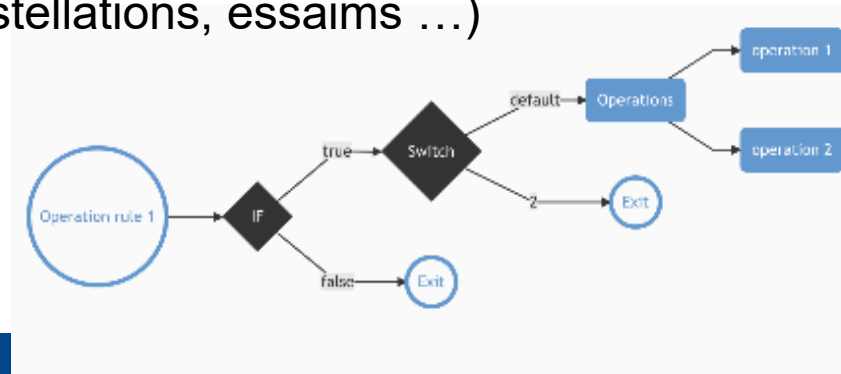 stellations, essaims …)
operation 1
default
Operations
true
Switch
operation 2
2
Exit
Operation rule 1
IF
false
Exit